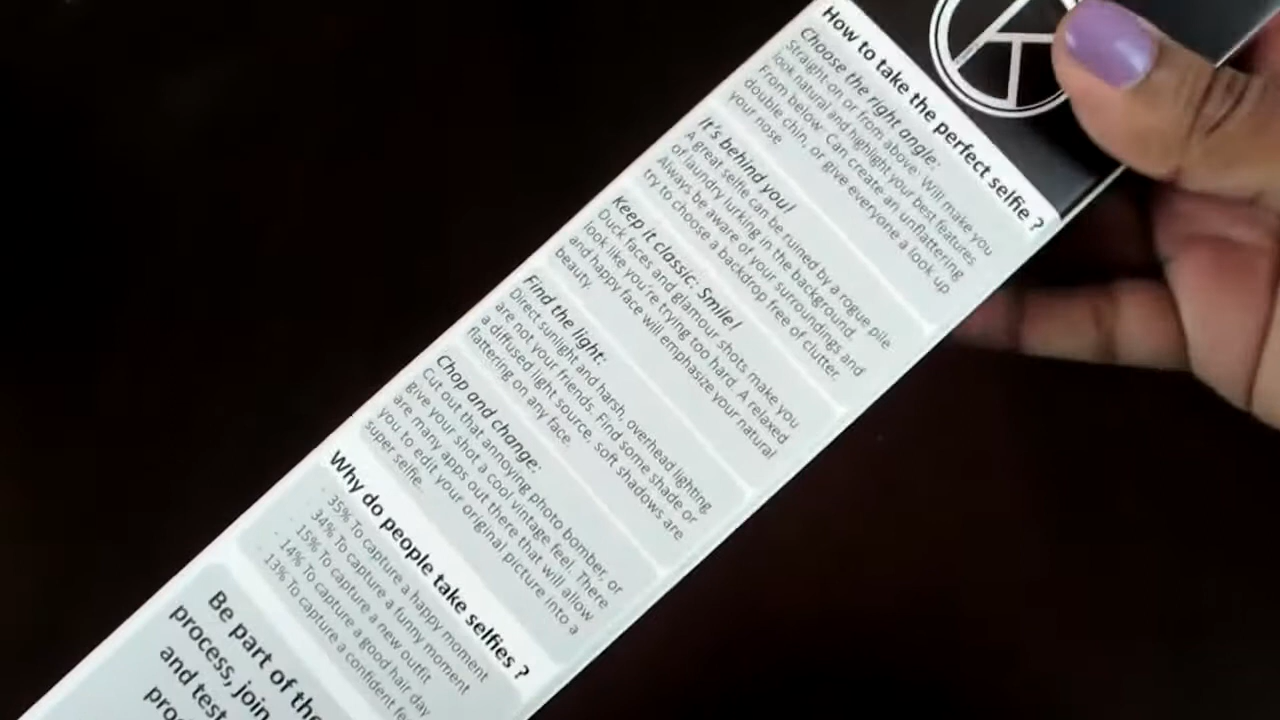 How to take the perfect selfie ?
Choose the right angle:
Straight-on or from above: Will make you
look natural and highlight your best features.
From below: Can create an unflattering
double chin, or give everyone a look up
your nose.
It's behind you!
A great selfie can be ruined by a rogue pile
of laundry lurking in the background.
Always be aware of your surroundings and
try to choose a backdrop free of clutter.
Keep it classic: Smile!
Duck faces and glamour shots make you
look like you're trying too hard. A relaxed
and happy face will emphasize your natural
beauty.
Find the light:
Direct sunlight and harsh, overhead lighting
are not your friends. Find some shade or
a diffused light source. soft shadows are
flattering on any face.
Chop and change:
Cut out that annoying photo bomber, or
give your shot a cool vintage feel. There
are many apps out there that will allow
you to edit your original picture into a
super selfie.
Why do people take selfies ?
- 35% To capture a happy moment
- 34% To capture a funny moment
- 15% To capture a new outfit
- 14% To capture a good hair day
- 13% To capture a confident
Be part of the
process, join
and test